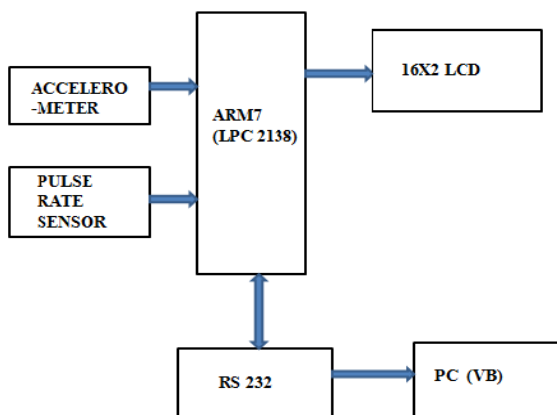 ACCELERO
-METER
PULSE
RATE
SENSOR
ARM7
(LPC 2138)
16X2 LCD
RS 232
PC (VB)